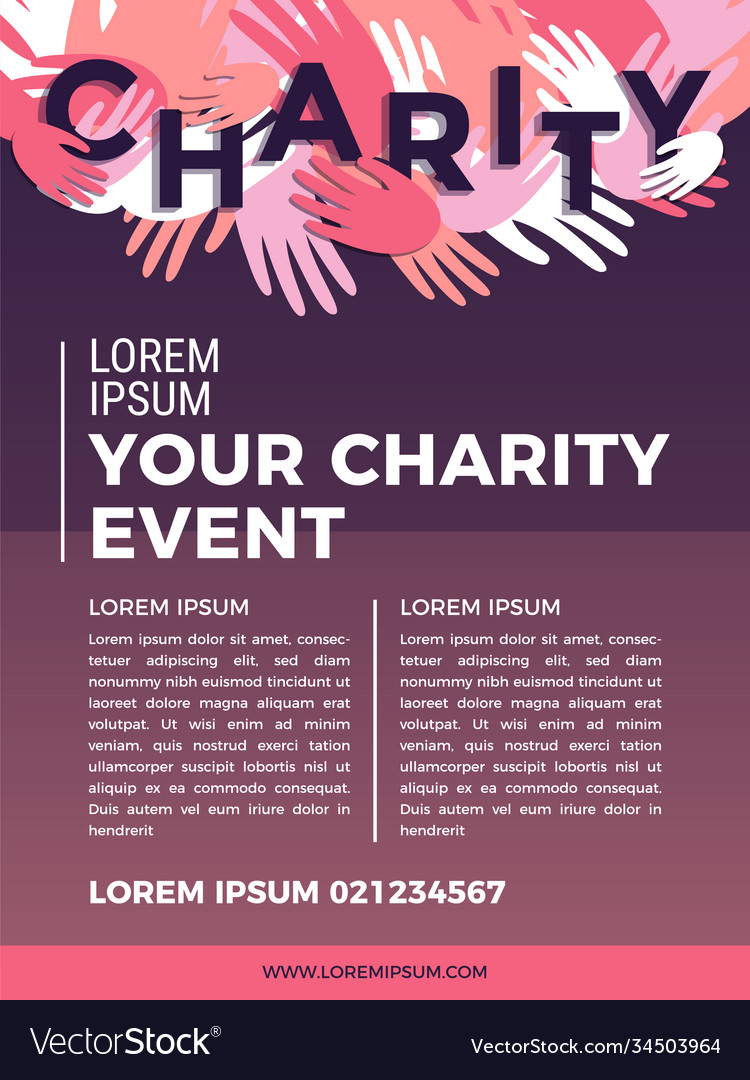 CHARITY
LOREM
IPSUM
YOUR CHARITY
EVENT
LOREM IPSUM
Lorem ipsum dolor sit amet, consec-
tetuer adipiscing elit, sed diam
nonummy nibh euismod tincidunt ut
laoreet dolore magna aliquam erat
volutpat. Ut wisi enim ad minim
veniam, quis nostrud exerci tation
ullamcorper suscipit lobortis nisl ut
aliquip ex ea commodo consequat.
Duis autem vel eum iriure dolor in
hendrerit
LOREM IPSUM
Lorem ipsum dolor sit amet, consec-
tetuer adipiscing elit, sed diam
nonummy nibh euismod tincidunt ut
laoreet dolore magna aliquam erat
volutpat. Ut wisi enim ad minim
veniam, quis nostrud exerci tation
ullamcorper suscipit lobortis nisl ut
aliquip ex ea commodo consequat.
Duis autem vel eum iriure dolor in
hendrerit
LOREM IPSUM 021234567
WWW.LOREMIPSUM.COM
VectorStock®
VectorStock.com/34503964